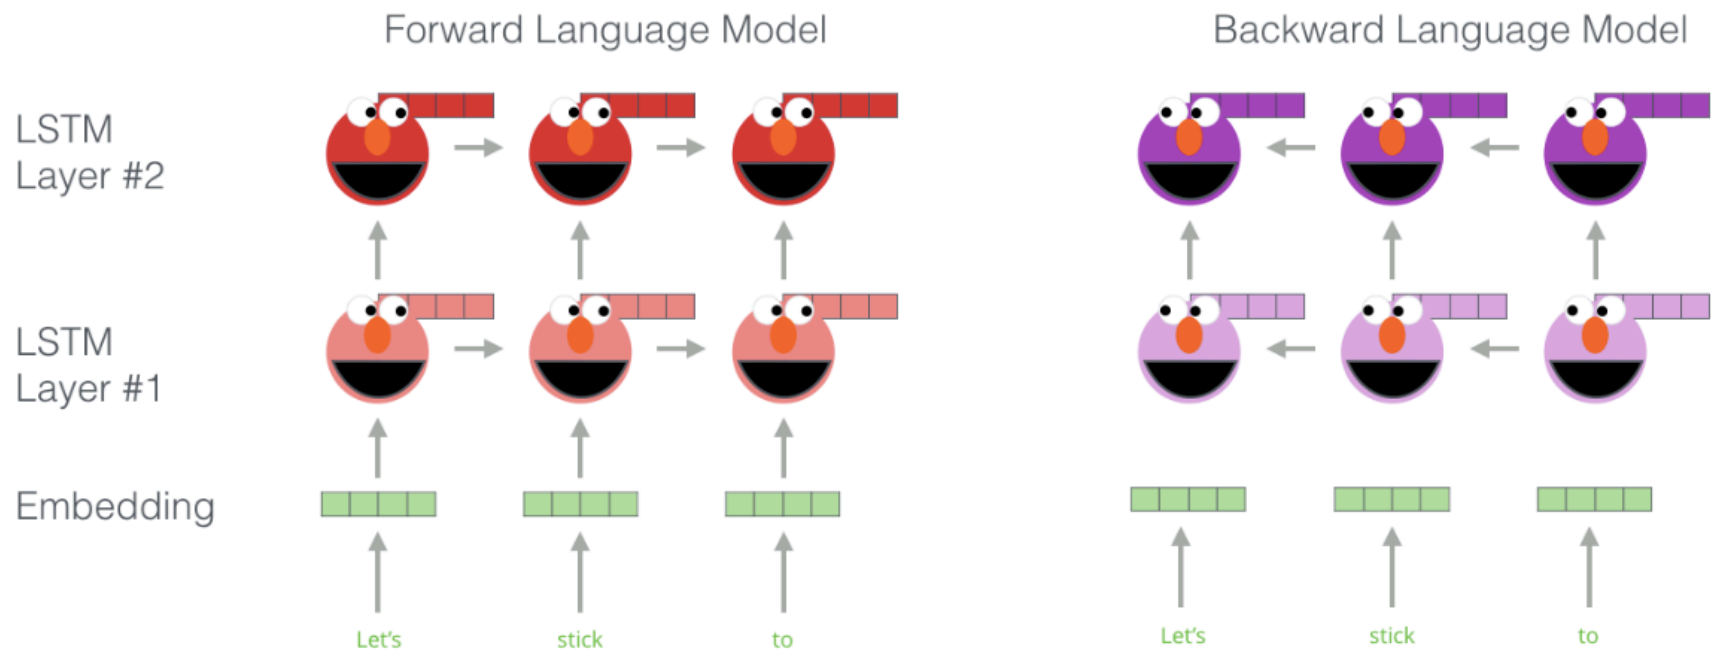 Forward Language Model
Backward Language Model
LSTM
Layer #2
LSTM
Layer #1
Embedding
Let's
stick
to
Let's
stick
to